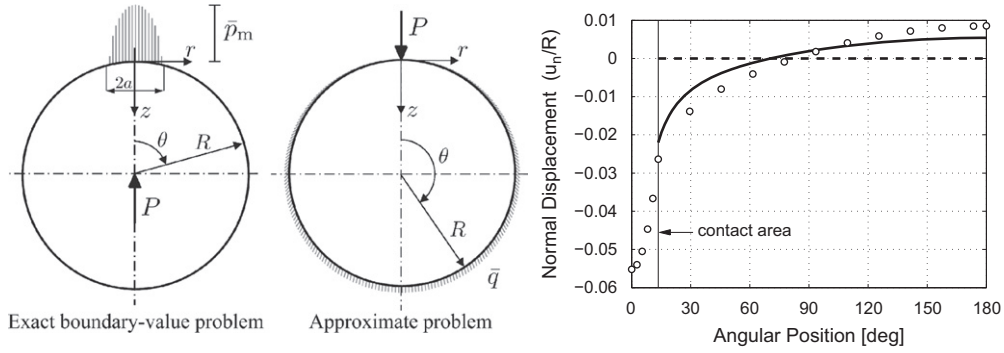 p̄m
r
2a
z
θ
R
P
Exact boundary-value problem
P
r
z
θ
R
q̄
Approximate problem
Normal Displacement (un/R)
0.01
0
−0.01
−0.02
−0.03
−0.04
−0.05
−0.06
contact area
0 30 60 90 120 150 180
Angular Position [deg]